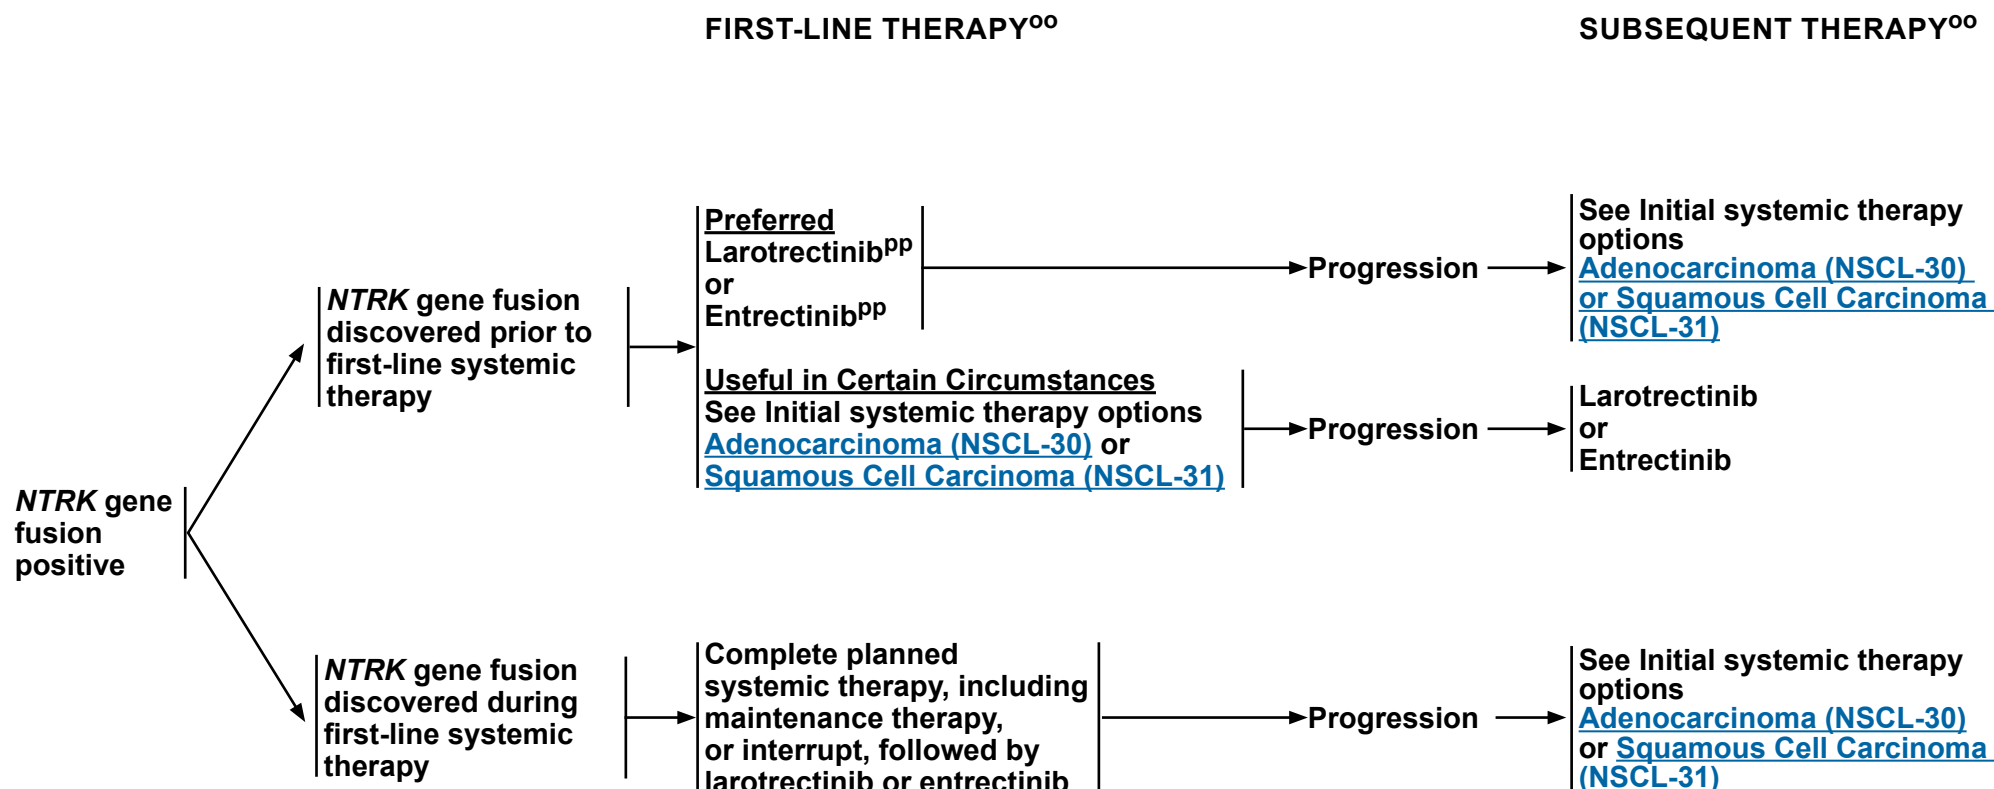 FIRST-LINE THERAPYoo
SUBSEQUENT THERAPYoo
NTRK gene
fusion
positive
NTRK gene fusion
discovered prior to
first-line systemic
therapy
Preferred
Larotrectinibpp
or
Entrectinibpp
Progression
See Initial systemic therapy
options
Adenocarcinoma (NSCL-30)
or Squamous Cell Carcinoma
(NSCL-31)
Useful in Certain Circumstances
See Initial systemic therapy options
Adenocarcinoma (NSCL-30) or
Squamous Cell Carcinoma (NSCL-31)
Progression
Larotrectinib
or
Entrectinib
NTRK gene fusion
discovered during
first-line systemic
therapy
Complete planned
systemic therapy, including
maintenance therapy,
or interrupt, followed by
larotrectinib or entrectinib
Progression
See Initial systemic therapy
options
Adenocarcinoma (NSCL-30)
or Squamous Cell Carcinoma
(NSCL-31)